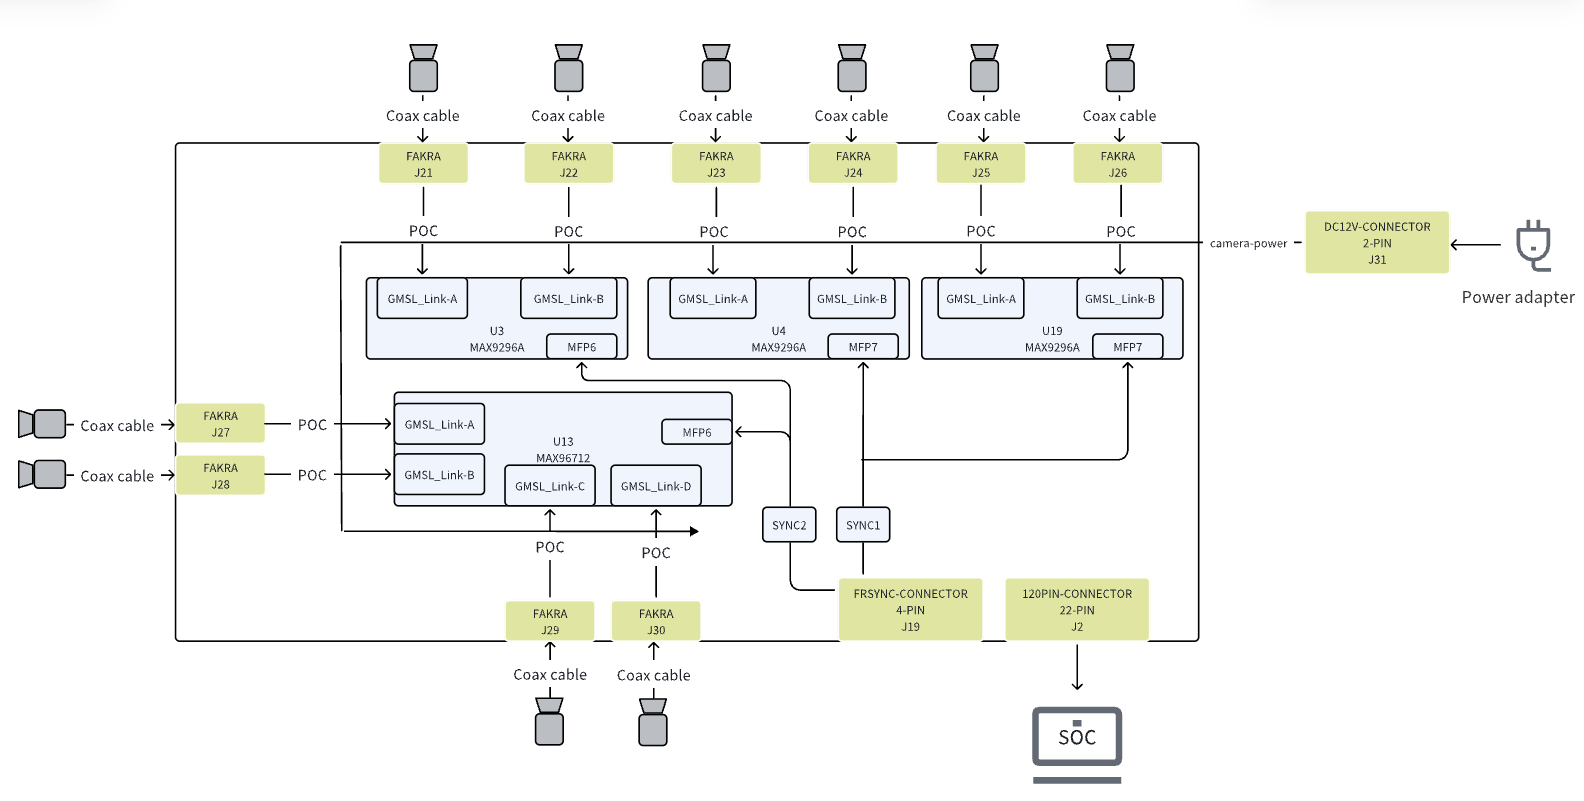 Coax cable
Coax cable
Coax cable
Coax cable
Coax cable
Coax cable
FAKRA
J21
FAKRA
J22
FAKRA
J23
FAKRA
J24
FAKRA
J25
FAKRA
J26
POC
POC
POC
POC
POC
POC
camera-power
DC12V-CONNECTOR
2-PIN
J31
Power adapter
GMSL_Link-A
GMSL_Link-B
U3
MAX9296A
MFP6
GMSL_Link-A
GMSL_Link-B
U4
MAX9296A
MFP7
GMSL_Link-A
GMSL_Link-B
U19
MAX9296A
MFP7
Coax cable
FAKRA
J27
POC
GMSL_Link-A
Coax cable
FAKRA
J28
POC
GMSL_Link-B
U13
MAX96712
MFP6
GMSL_Link-C
GMSL_Link-D
SYNC2
SYNC1
POC
POC
FAKRA
J29
FAKRA
J30
FRSYNC-CONNECTOR
4-PIN
J19
120PIN-CONNECTOR
22-PIN
J2
Coax cable
Coax cable
SOC